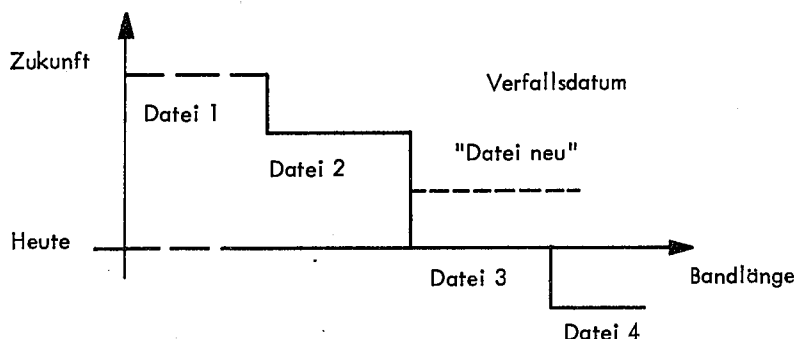 Zukunft
Verfallsdatum
Datei 1
"Datei neu"
Datei 2
Heute
Datei 3
Bandlänge
Datei 4